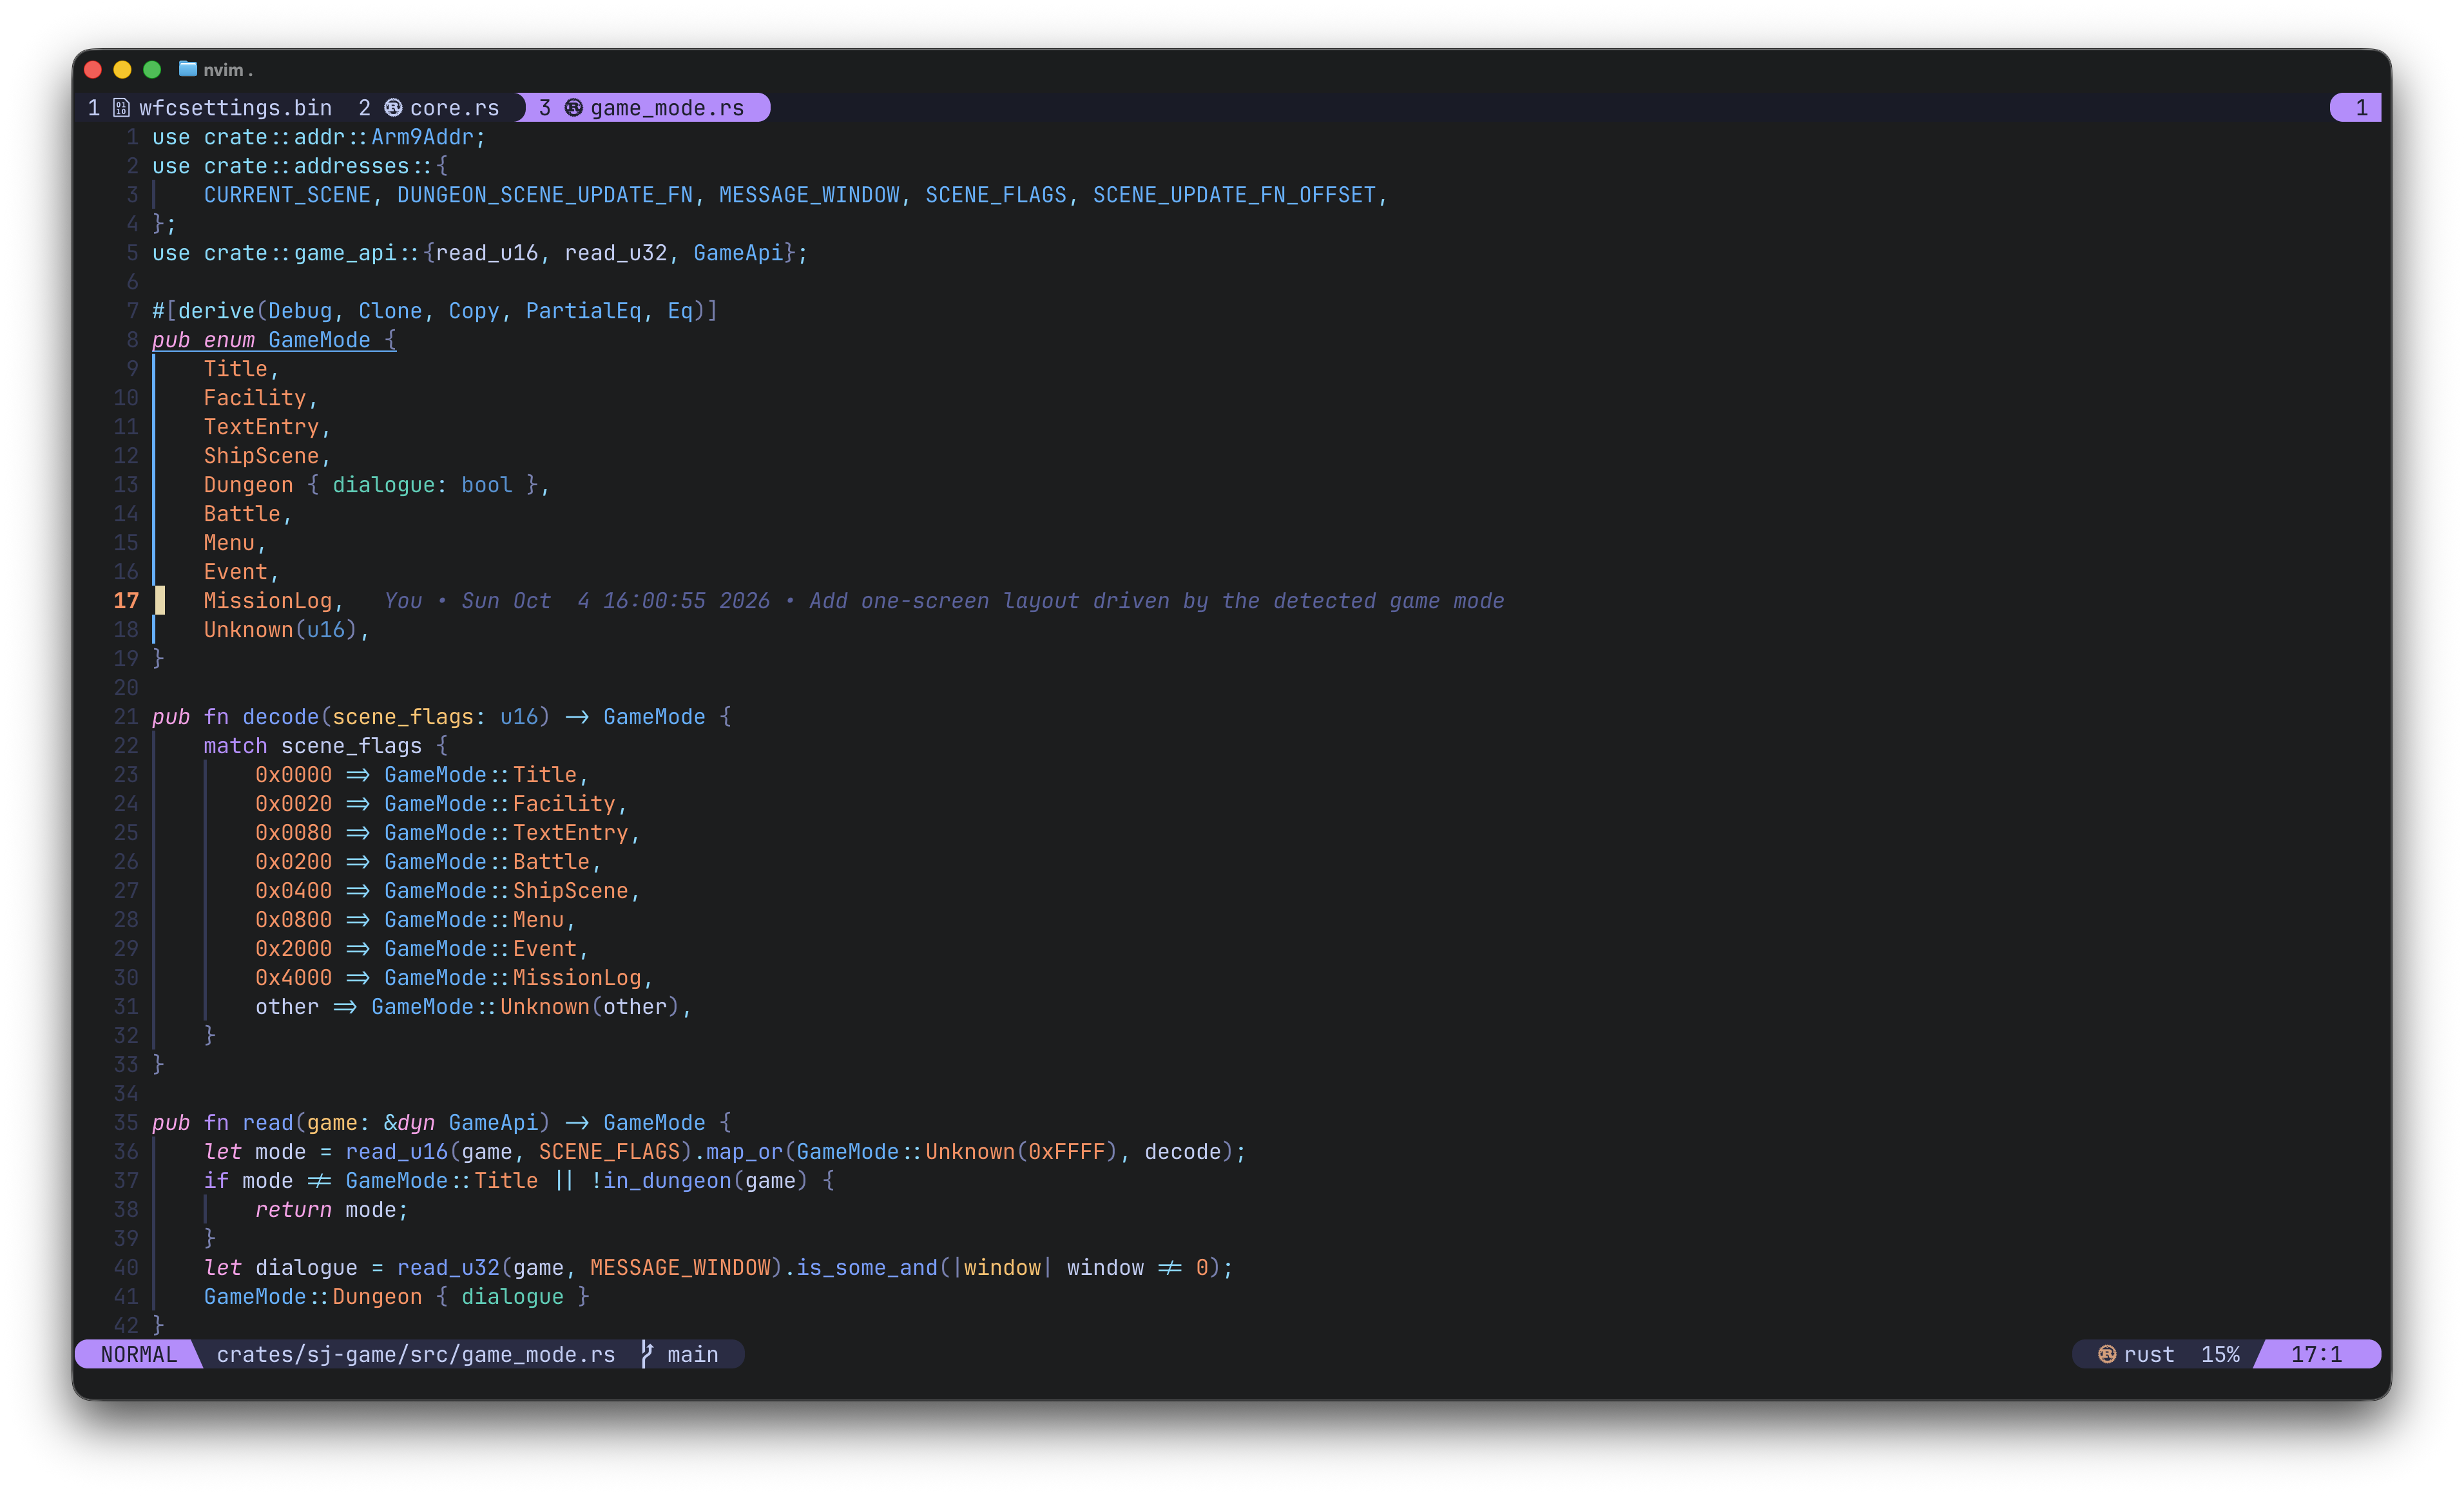 nvim .
1 wfcsettings.bin 2 core.rs 3 game_mode.rs 1
1 use crate::addr::Arm9Addr;
2 use crate::addresses::{
3     CURRENT_SCENE, DUNGEON_SCENE_UPDATE_FN, MESSAGE_WINDOW, SCENE_FLAGS, SCENE_UPDATE_FN_OFFSET,
4 };
5 use crate::game_api::{read_u16, read_u32, GameApi};
6
7 #[derive(Debug, Clone, Copy, PartialEq, Eq)]
8 pub enum GameMode {
9     Title,
10     Facility,
11     TextEntry,
12     ShipScene,
13     Dungeon { dialogue: bool },
14     Battle,
15     Menu,
16     Event,
17     MissionLog,   You • Sun Oct  4 16:00:55 2026 • Add one-screen layout driven by the detected game mode
18     Unknown(u16),
19 }
20
21 pub fn decode(scene_flags: u16) -> GameMode {
22     match scene_flags {
23         0x0000 => GameMode::Title,
24         0x0020 => GameMode::Facility,
25         0x0080 => GameMode::TextEntry,
26         0x0200 => GameMode::Battle,
27         0x0400 => GameMode::ShipScene,
28         0x0800 => GameMode::Menu,
29         0x2000 => GameMode::Event,
30         0x4000 => GameMode::MissionLog,
31         other => GameMode::Unknown(other),
32     }
33 }
34
35 pub fn read(game: &dyn GameApi) -> GameMode {
36     let mode = read_u16(game, SCENE_FLAGS).map_or(GameMode::Unknown(0xFFFF), decode);
37     if mode != GameMode::Title || !in_dungeon(game) {
38         return mode;
39     }
40     let dialogue = read_u32(game, MESSAGE_WINDOW).is_some_and(|window| window != 0);
41     GameMode::Dungeon { dialogue }
42 }
NORMAL crates/sj-game/src/game_mode.rs main rust 15% 17:1